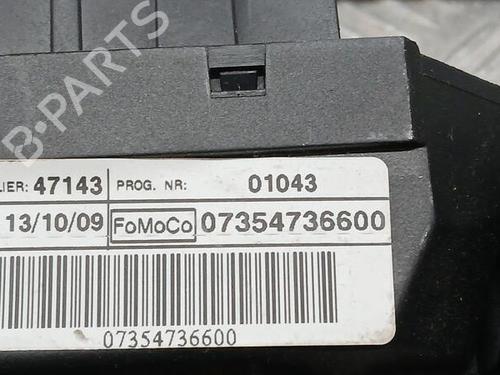 B-PARTS
LIER: 47143 PROG. NR: 01043
13/10/09 FoMoCo 07354736600
07354736600